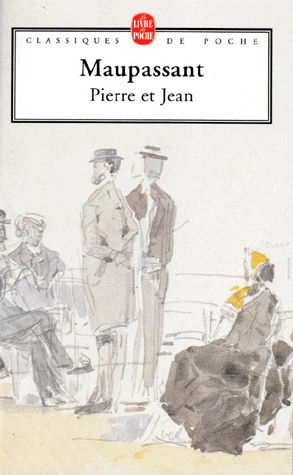 LE LIVRE DE POCHE
CLASSIQUES DE POCHE
Maupassant
Pierre et Jean